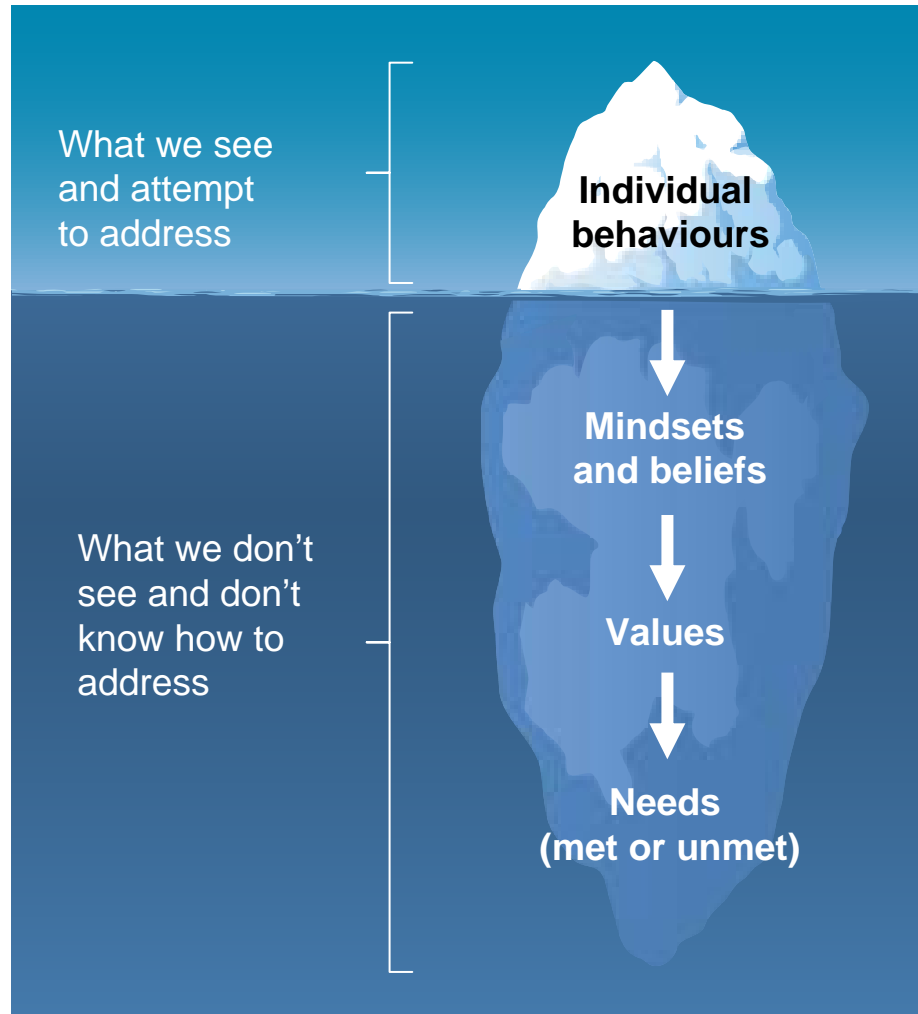 What we see
and attempt
to address
Individual
behaviours
Mindsets
and beliefs
What we don’t
see and don’t
know how to
address
Values
Needs
(met or unmet)